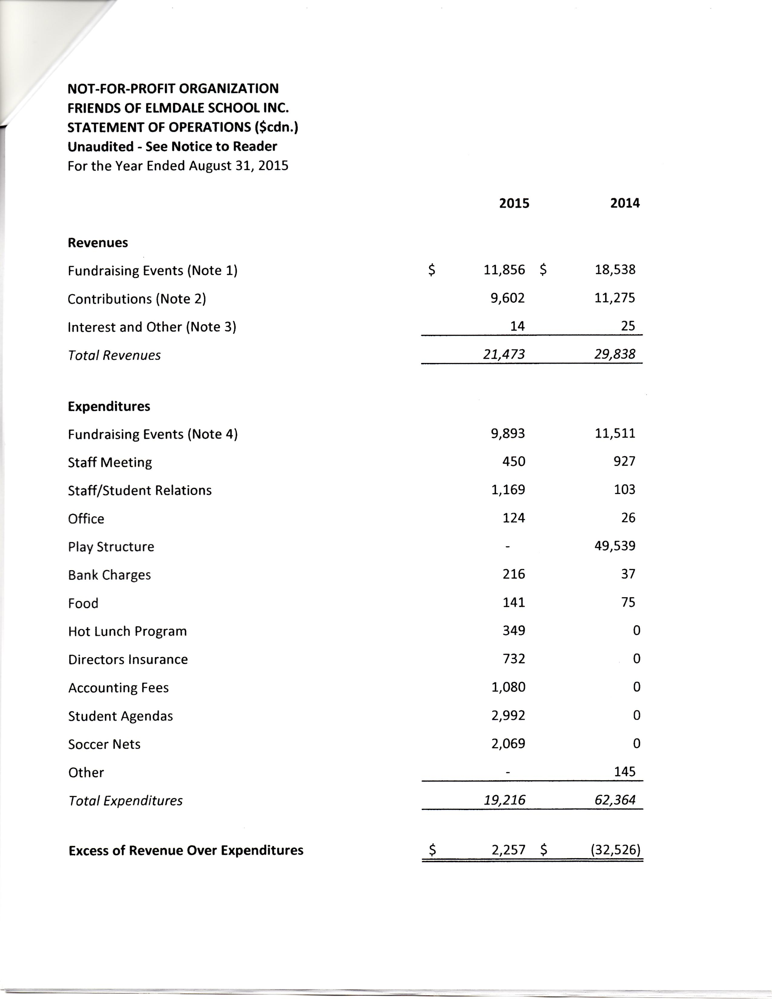 NOT-FOR-PROFIT ORGANIZATION
FRIENDS OF ELMDALE SCHOOL INC.
STATEMENT OF OPERATIONS ($cdn.)
Unaudited - See Notice to Reader
For the Year Ended August 31, 2015
2015 2014
Revenues
Fundraising Events (Note 1) $ 11,856 $ 18,538
Contributions (Note 2) 9,602 11,275
Interest and Other (Note 3) 14 25
Total Revenues 21,473 29,838
Expenditures
Fundraising Events (Note 4) 9,893 11,511
Staff Meeting 450 927
Staff/Student Relations 1,169 103
Office 124 26
Play Structure - 49,539
Bank Charges 216 37
Food 141 75
Hot Lunch Program 349 0
Directors Insurance 732 0
Accounting Fees 1,080 0
Student Agendas 2,992 0
Soccer Nets 2,069 0
Other - 145
Total Expenditures 19,216 62,364
Excess of Revenue Over Expenditures $ 2,257 $ (32,526)